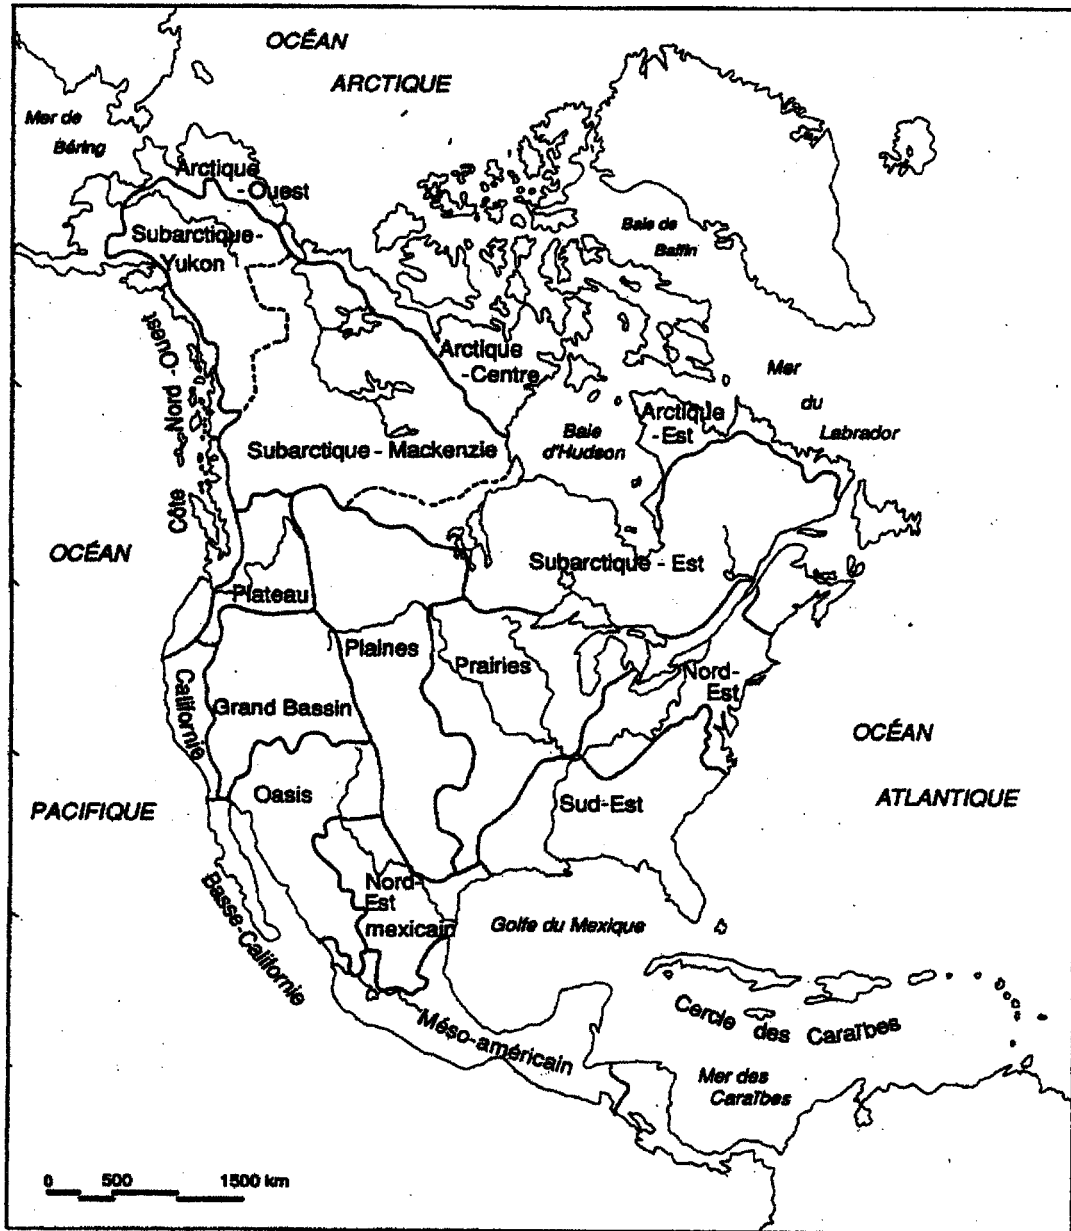 OCÉAN
ARCTIQUE
Mer de
Béring
Arctique
-Ouest
Subarctique-
Yukon
Baie de
Baffin
Côte Nord-Ouest
Arctique
-Centre
Mer
du
Labrador
Arctique
-Est
Baie
d'Hudson
Subarctique - Mackenzie
OCÉAN
PACIFIQUE
Subarctique - Est
Plateau
Plaines
Prairies
Nord-
Est
Californie
Grand Bassin
OCÉAN
ATLANTIQUE
Oasis
Sud-Est
Nord-
Est
mexicain
Basse-Californie
Golfe du Mexique
Cercle des Caraïbes
Méso-américain
Mer des
Caraïbes
0 500 1500 km